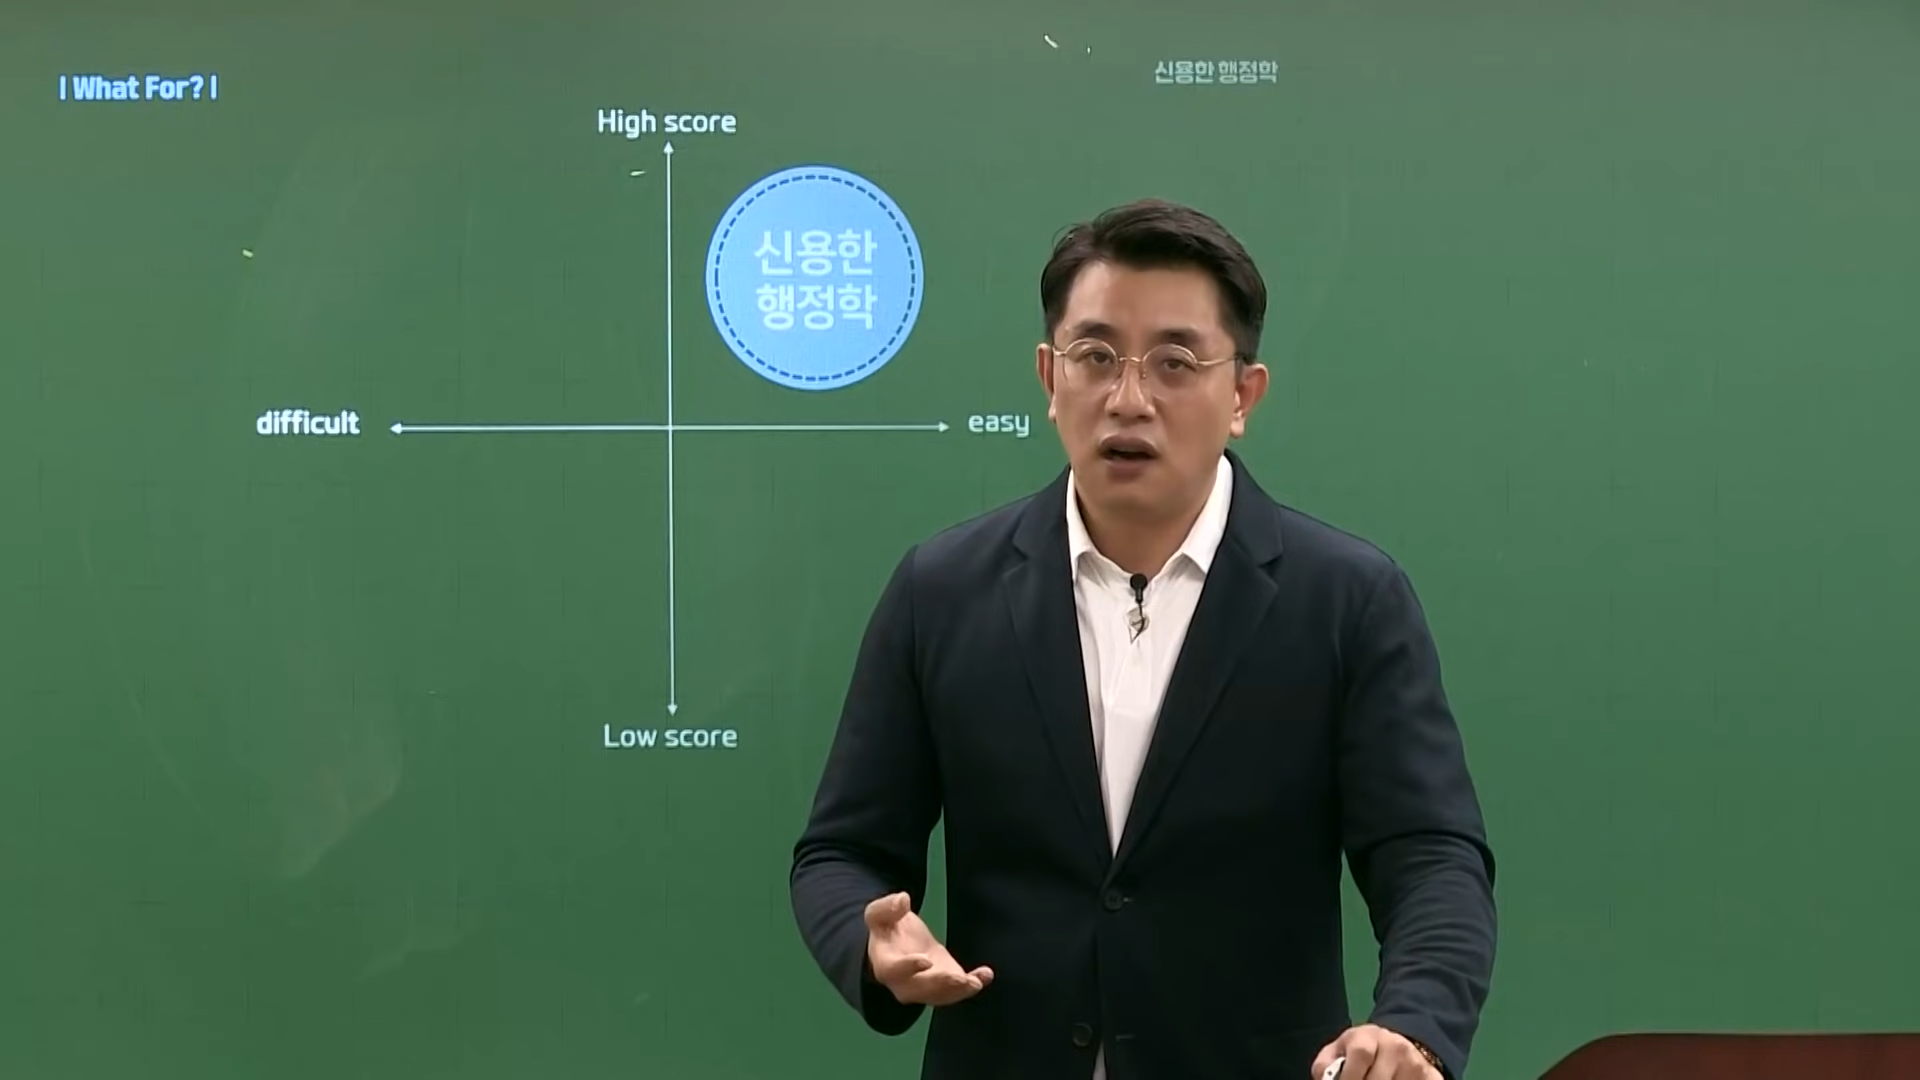 | What For? |
신용한 행정학
High score
신용한
행정학
difficult
easy
Low score